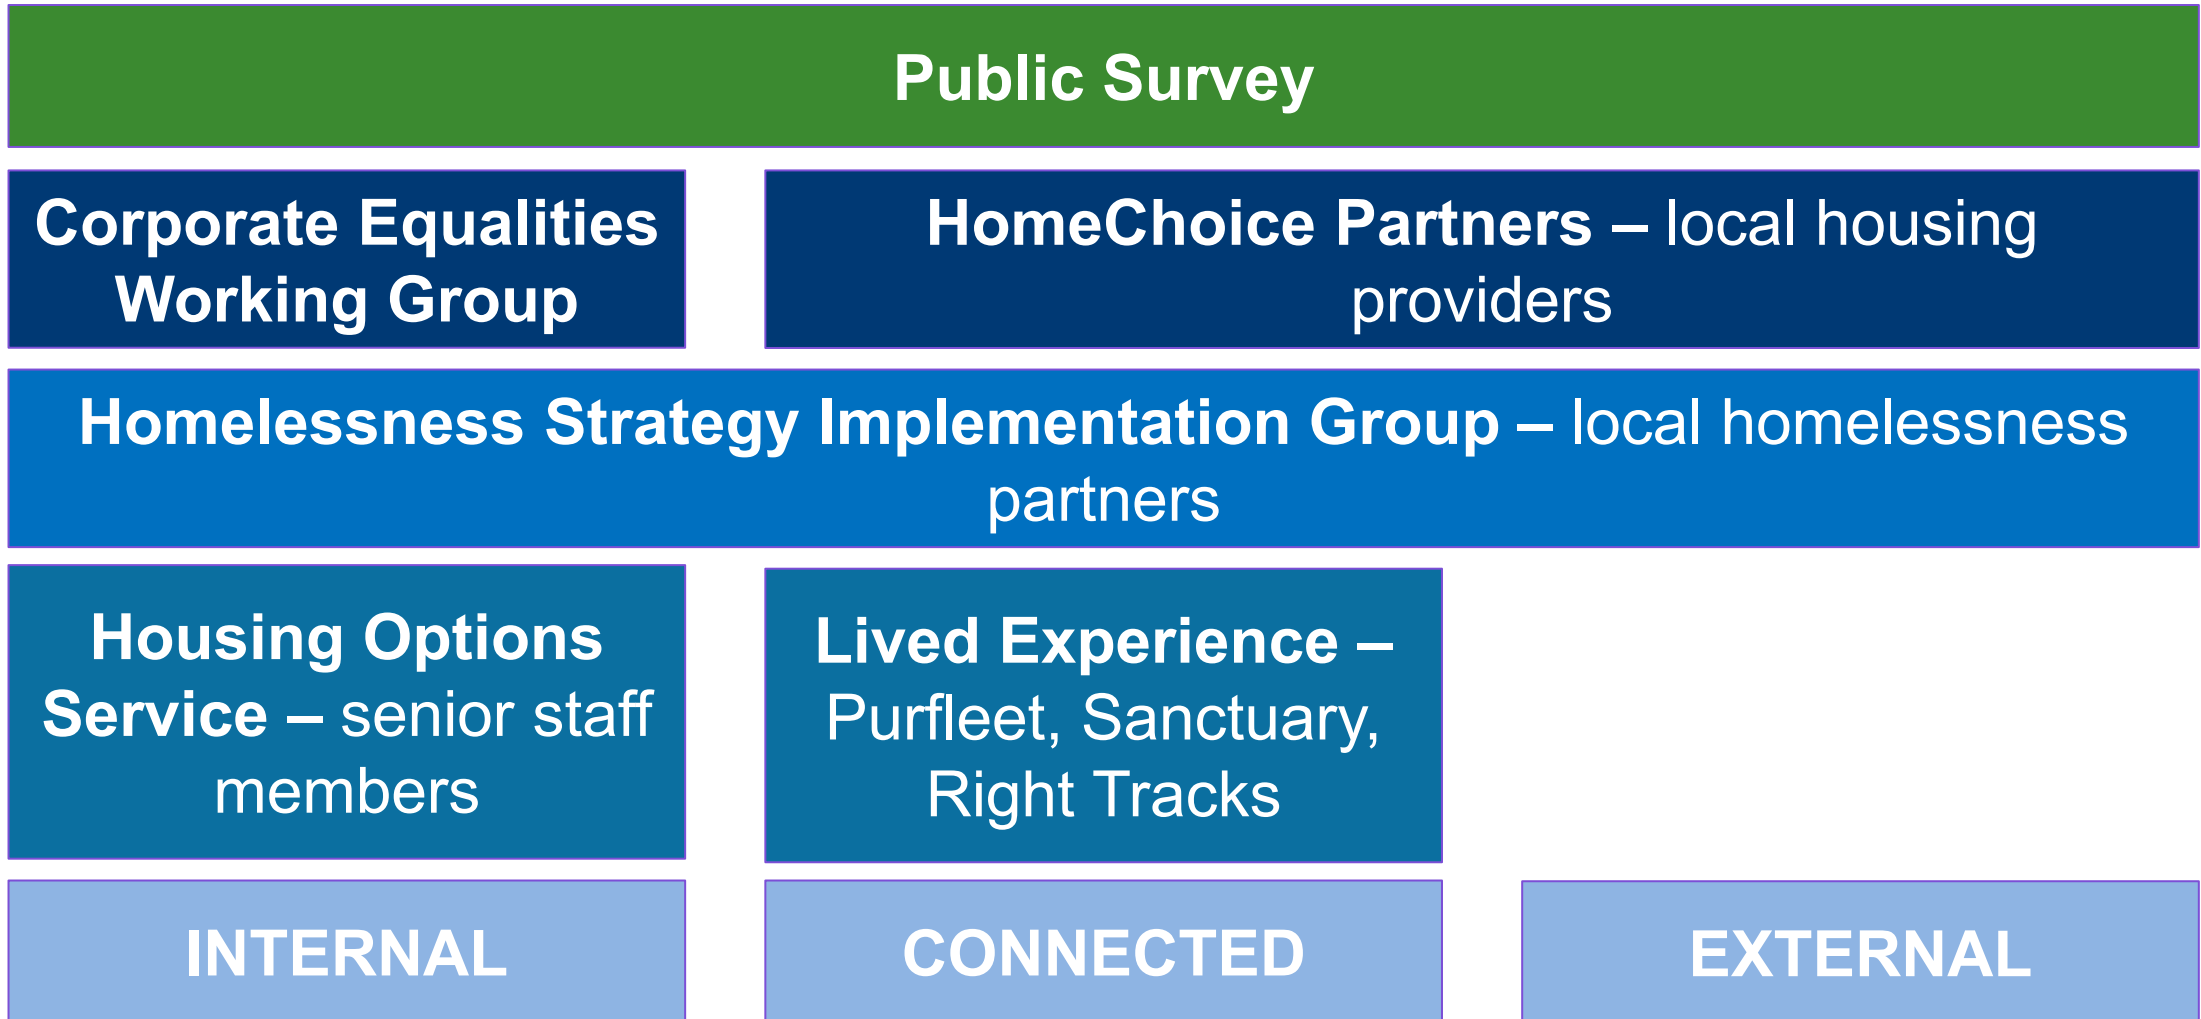 Public Survey
Corporate Equalities
Working Group
HomeChoice Partners – local housing
providers
Homelessness Strategy Implementation Group – local homelessness
partners
Housing Options
Service – senior staff
members
Lived Experience –
Purfleet, Sanctuary,
Right Tracks
INTERNAL
CONNECTED
EXTERNAL